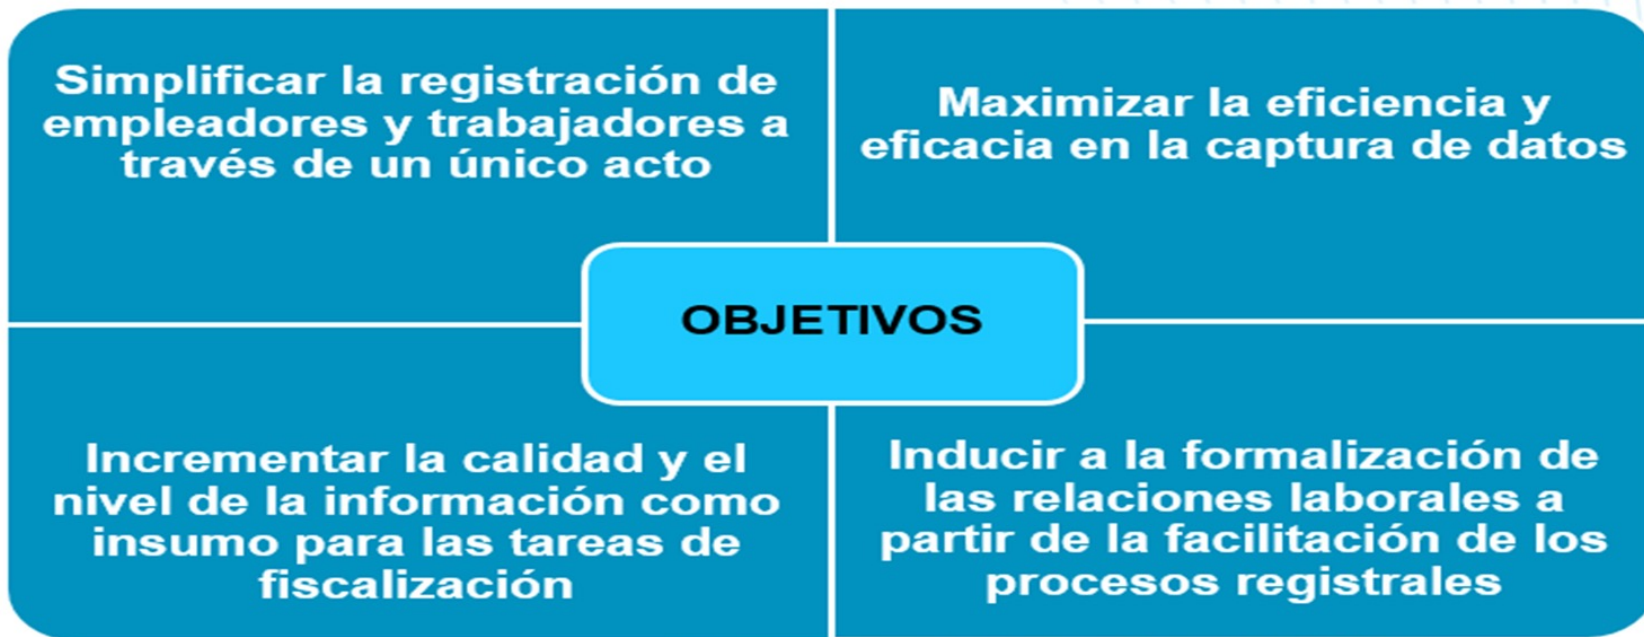 Simplificar la registración de
empleadores y trabajadores a
través de un único acto
Maximizar la eficiencia y
eficacia en la captura de datos
OBJETIVOS
Incrementar la calidad y el
nivel de la información como
insumo para las tareas de
fiscalización
Inducir a la formalización de
las relaciones laborales a
partir de la facilitación de los
procesos registrales